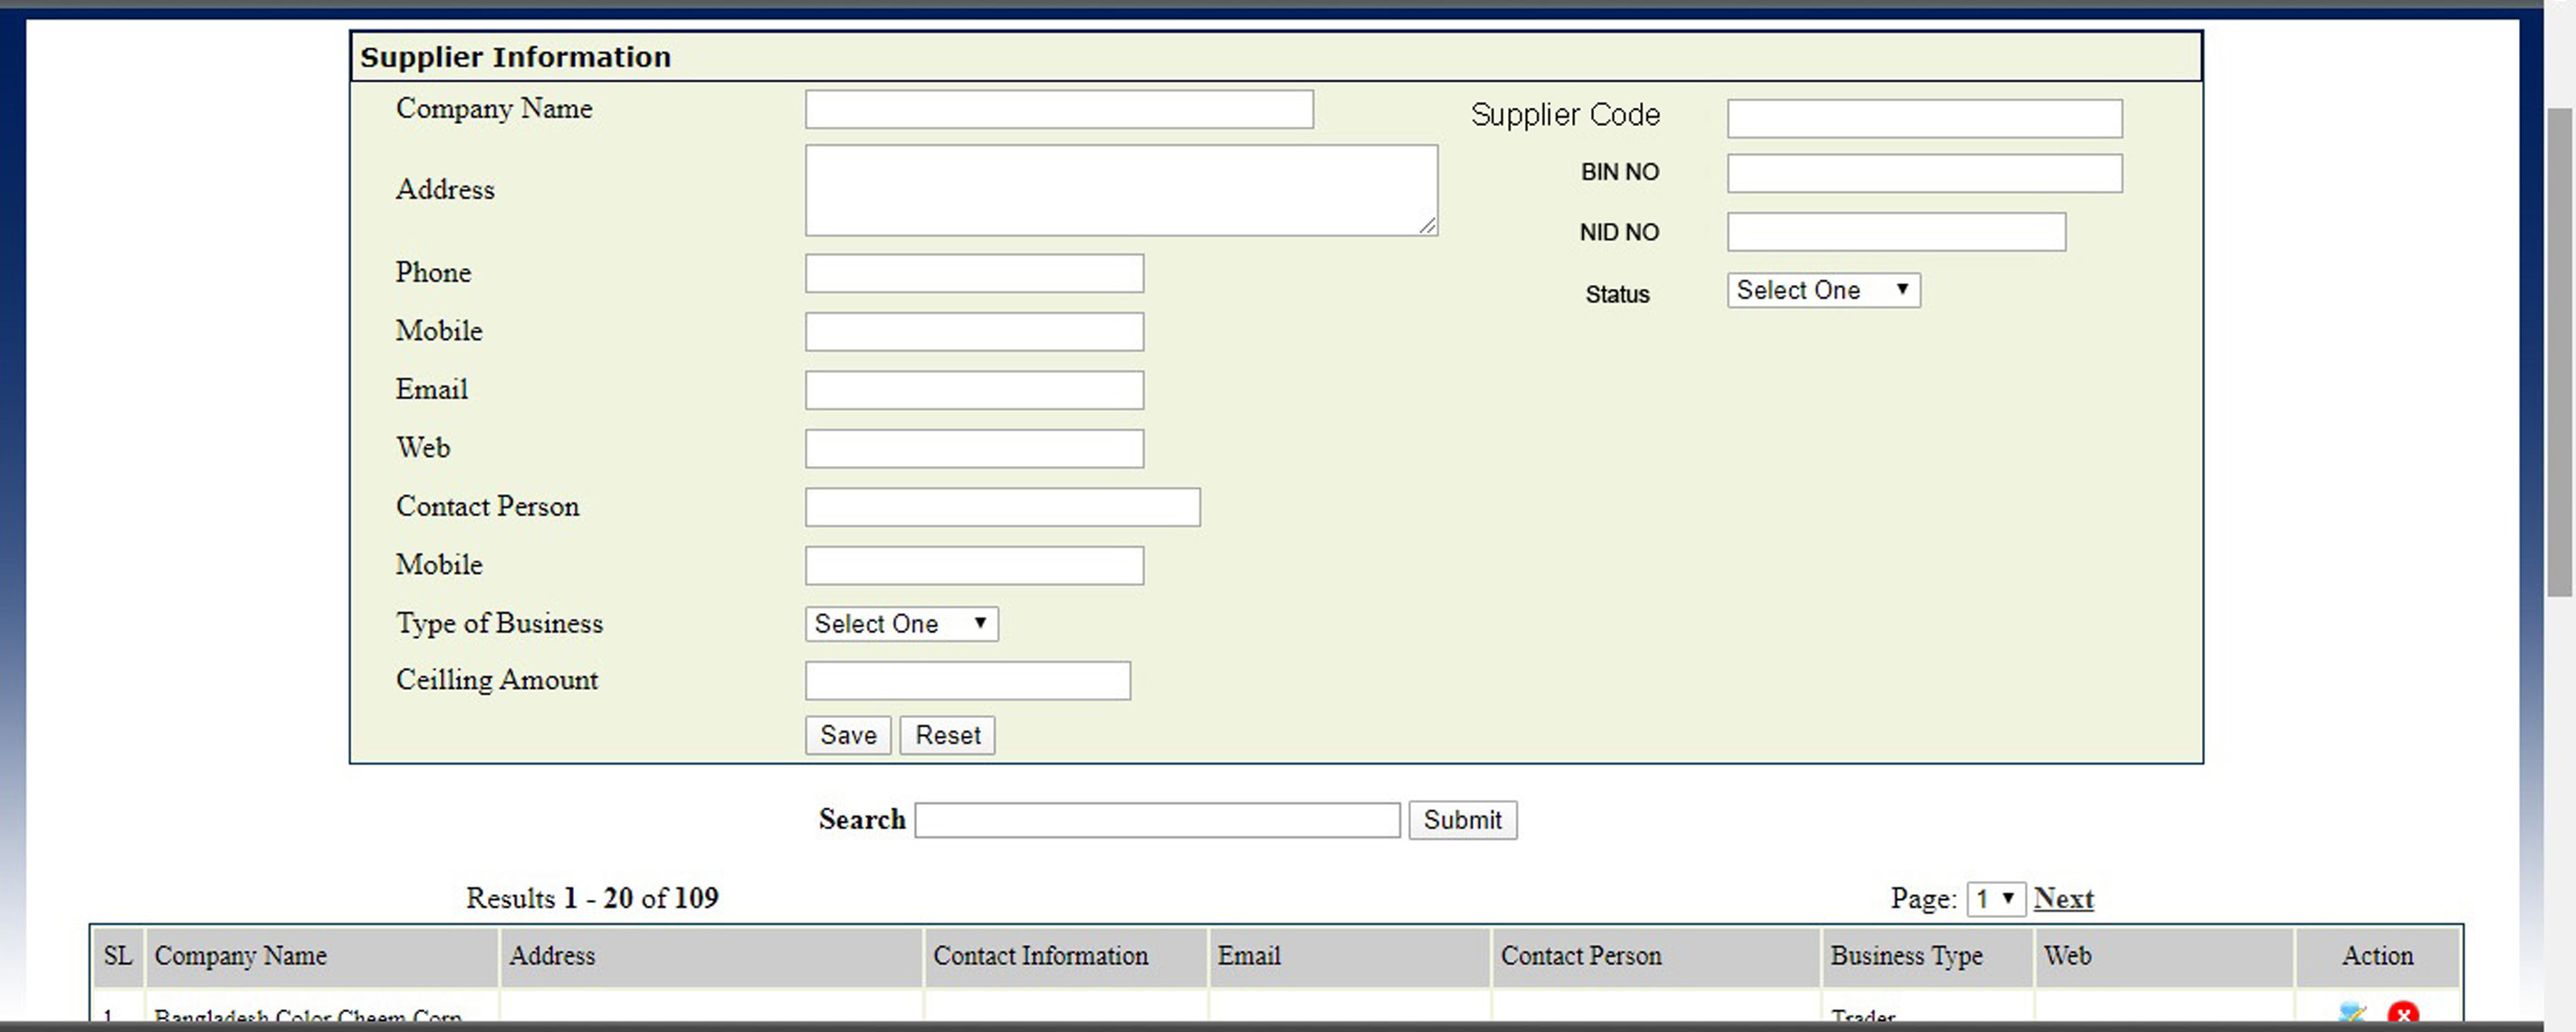 Supplier Information
Company Name
Supplier Code
Address
BIN NO
NID NO
Phone
Status Select One
Mobile
Email
Web
Contact Person
Mobile
Type of Business Select One
Ceilling Amount
Save Reset
Search Submit
Results 1 - 20 of 109 Page: 1 Next
SL Company Name Address Contact Information Email Contact Person Business Type Web Action
1 Bangladesh Color Cheem Corp Trader